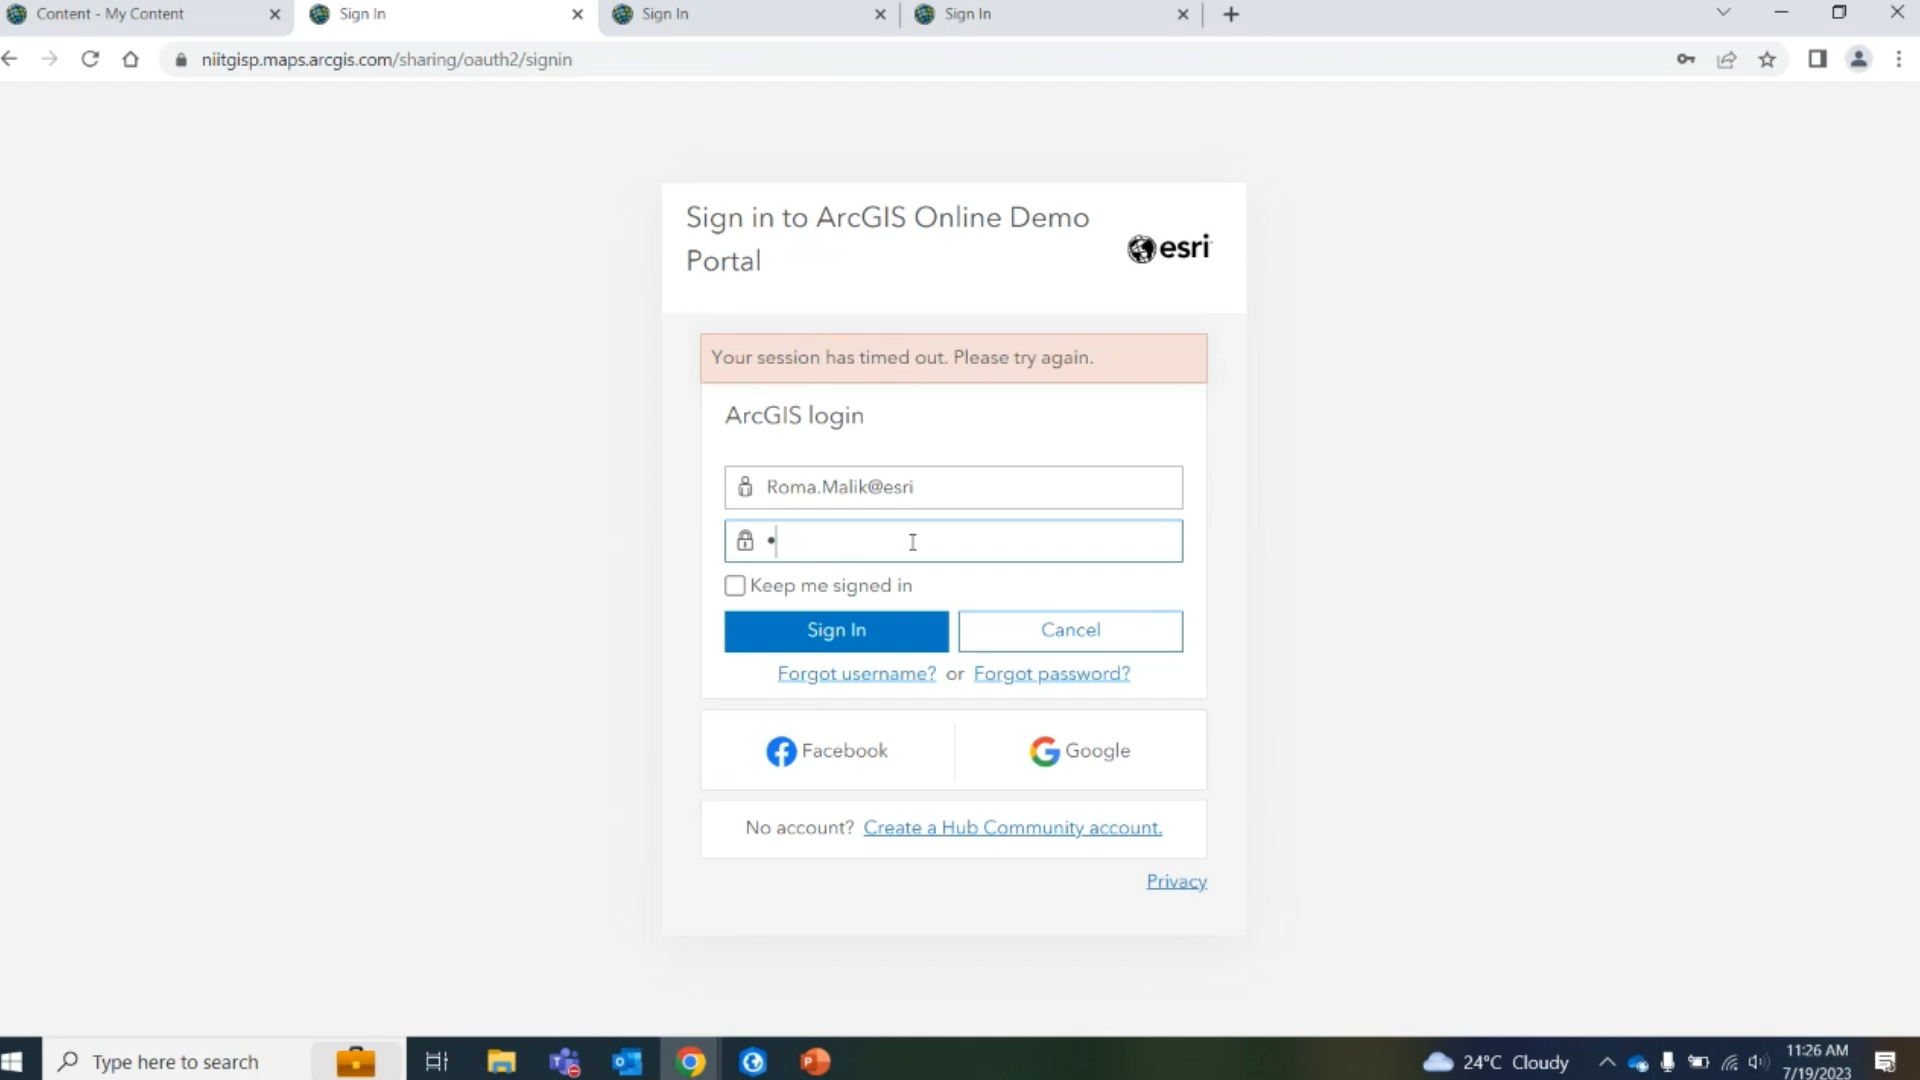 Content - My Content
Sign In
Sign In
Sign In
niitgisp.maps.arcgis.com/sharing/oauth2/signin
Sign in to ArcGIS Online Demo
Portal
esri
Your session has timed out. Please try again.
ArcGIS login
Roma.Malik@esri
Keep me signed in
Sign In
Cancel
Forgot username? or Forgot password?
Facebook
Google
No account? Create a Hub Community account.
Privacy
Type here to search
24°C Cloudy
11:26 AM
7/19/2023